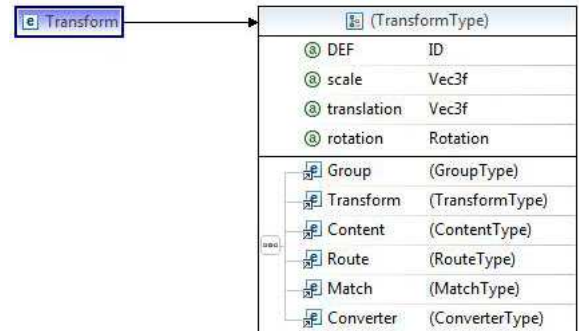 e Transform
(TransformType)
a DEF ID
a scale Vec3f
a translation Vec3f
a rotation Rotation
e Group (GroupType)
e Transform (TransformType)
e Content (ContentType)
e Route (RouteType)
e Match (MatchType)
e Converter (ConverterType)